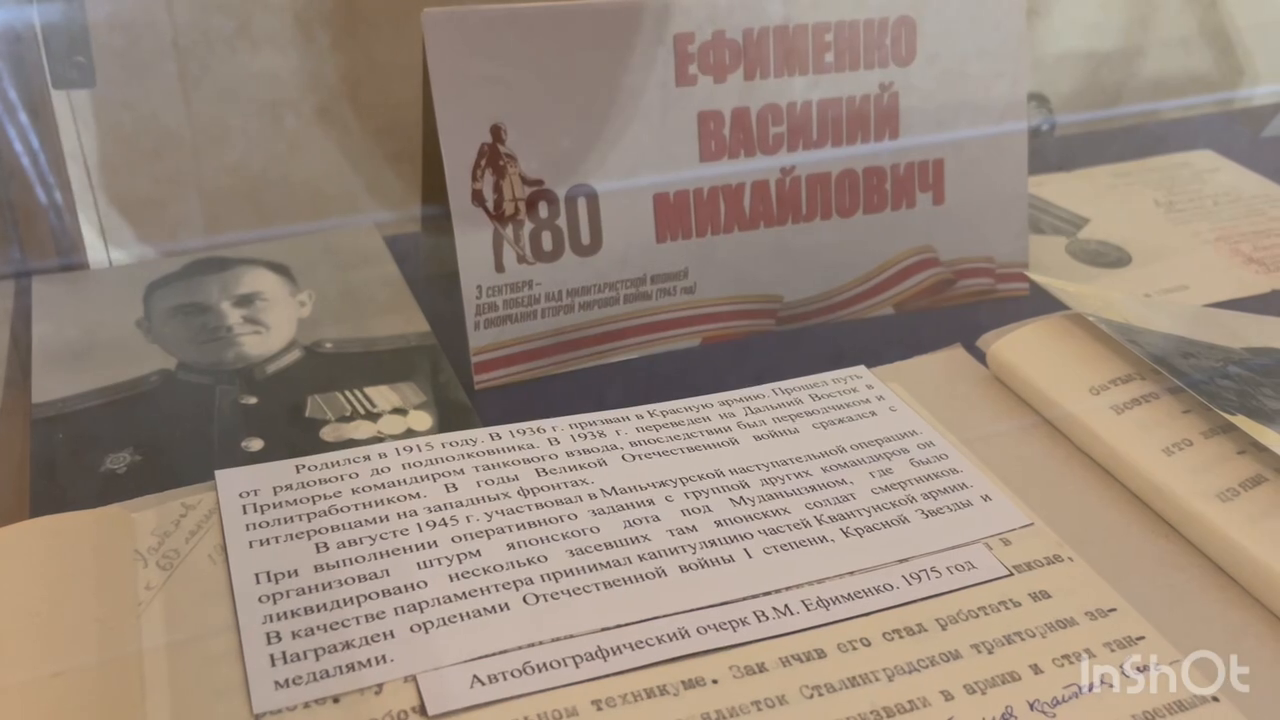 ЕФИМЕНКО
ВАСИЛИЙ
МИХАЙЛОВИЧ
80
3 СЕНТЯБРЯ –
ДЕНЬ ПОБЕДЫ НАД МИЛИТАРИСТСКОЙ ЯПОНИЕЙ
И ОКОНЧАНИЯ ВТОРОЙ МИРОВОЙ ВОЙНЫ (1945 год)
Родился в 1915 году. В 1936 г. призван в Красную армию. Прошел путь
от рядового до подполковника. В 1938 г. переведен на Дальний Восток в
Приморье командиром танкового взвода, впоследствии был переводчиком и
политработником. В годы Великой Отечественной войны сражался с
гитлеровцами на западных фронтах.
В августе 1945 г. участвовал в Маньчжурской наступательной операции.
При выполнении оперативного задания с группой других командиров он
организовал штурм японского дота под Муданьцзяном, где было
ликвидировано несколько засевших там японских солдат смертников.
В качестве парламентера принимал капитуляцию частей Квантунской армии.
Награжден орденами Отечественной войны I степени, Красной Звезды и
медалями.
Автобиографический очерк В.М. Ефименко. 1975 год
в
школе,
техникуме. Закончив его стал работать на
Сталинградском тракторном за-
в армию и стал тан-
батьку
всего
кто
InShOt